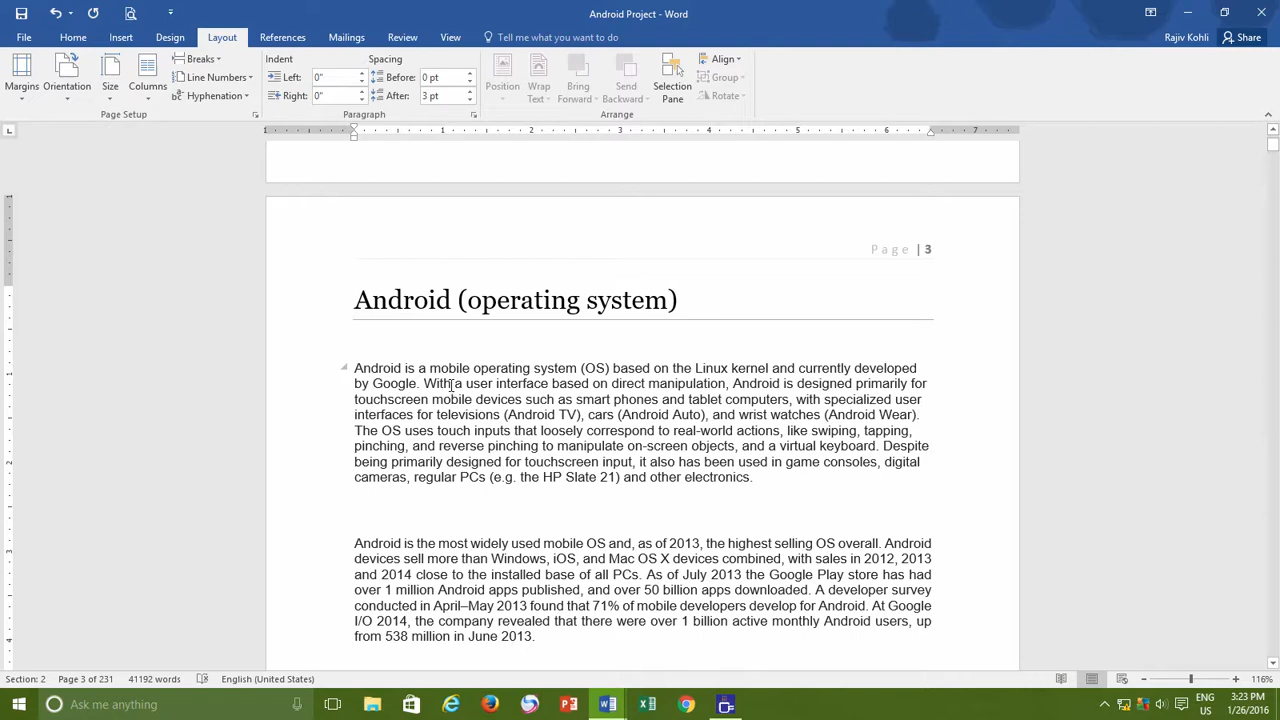 Android Project - Word
File Home Insert Design Layout References Mailings Review View Tell me what you want to do Rajiv Kohli Share
Margins Orientation Size Columns Breaks Line Numbers Hyphenation
Page Setup
Indent Spacing
Left: 0" Before: 0 pt
Right: 0" After: 3 pt
Paragraph
Position Wrap Text Bring Forward Send Backward Selection Pane Align Group Rotate
Arrange
1 1 2 3 4 5 6 7
Page | 3
Android (operating system)
Android is a mobile operating system (OS) based on the Linux kernel and currently developed
by Google. With a user interface based on direct manipulation, Android is designed primarily for
touchscreen mobile devices such as smart phones and tablet computers, with specialized user
interfaces for televisions (Android TV), cars (Android Auto), and wrist watches (Android Wear).
The OS uses touch inputs that loosely correspond to real-world actions, like swiping, tapping,
pinching, and reverse pinching to manipulate on-screen objects, and a virtual keyboard. Despite
being primarily designed for touchscreen input, it also has been used in game consoles, digital
cameras, regular PCs (e.g. the HP Slate 21) and other electronics.
Android is the most widely used mobile OS and, as of 2013, the highest selling OS overall. Android
devices sell more than Windows, iOS, and Mac OS X devices combined, with sales in 2012, 2013
and 2014 close to the installed base of all PCs. As of July 2013 the Google Play store has had
over 1 million Android apps published, and over 50 billion apps downloaded. A developer survey
conducted in April–May 2013 found that 71% of mobile developers develop for Android. At Google
I/O 2014, the company revealed that there were over 1 billion active monthly Android users, up
from 538 million in June 2013.
Section: 2 Page 3 of 231 41192 words English (United States) 116%
Ask me anything ENG 3:23 PM
US 1/26/2016